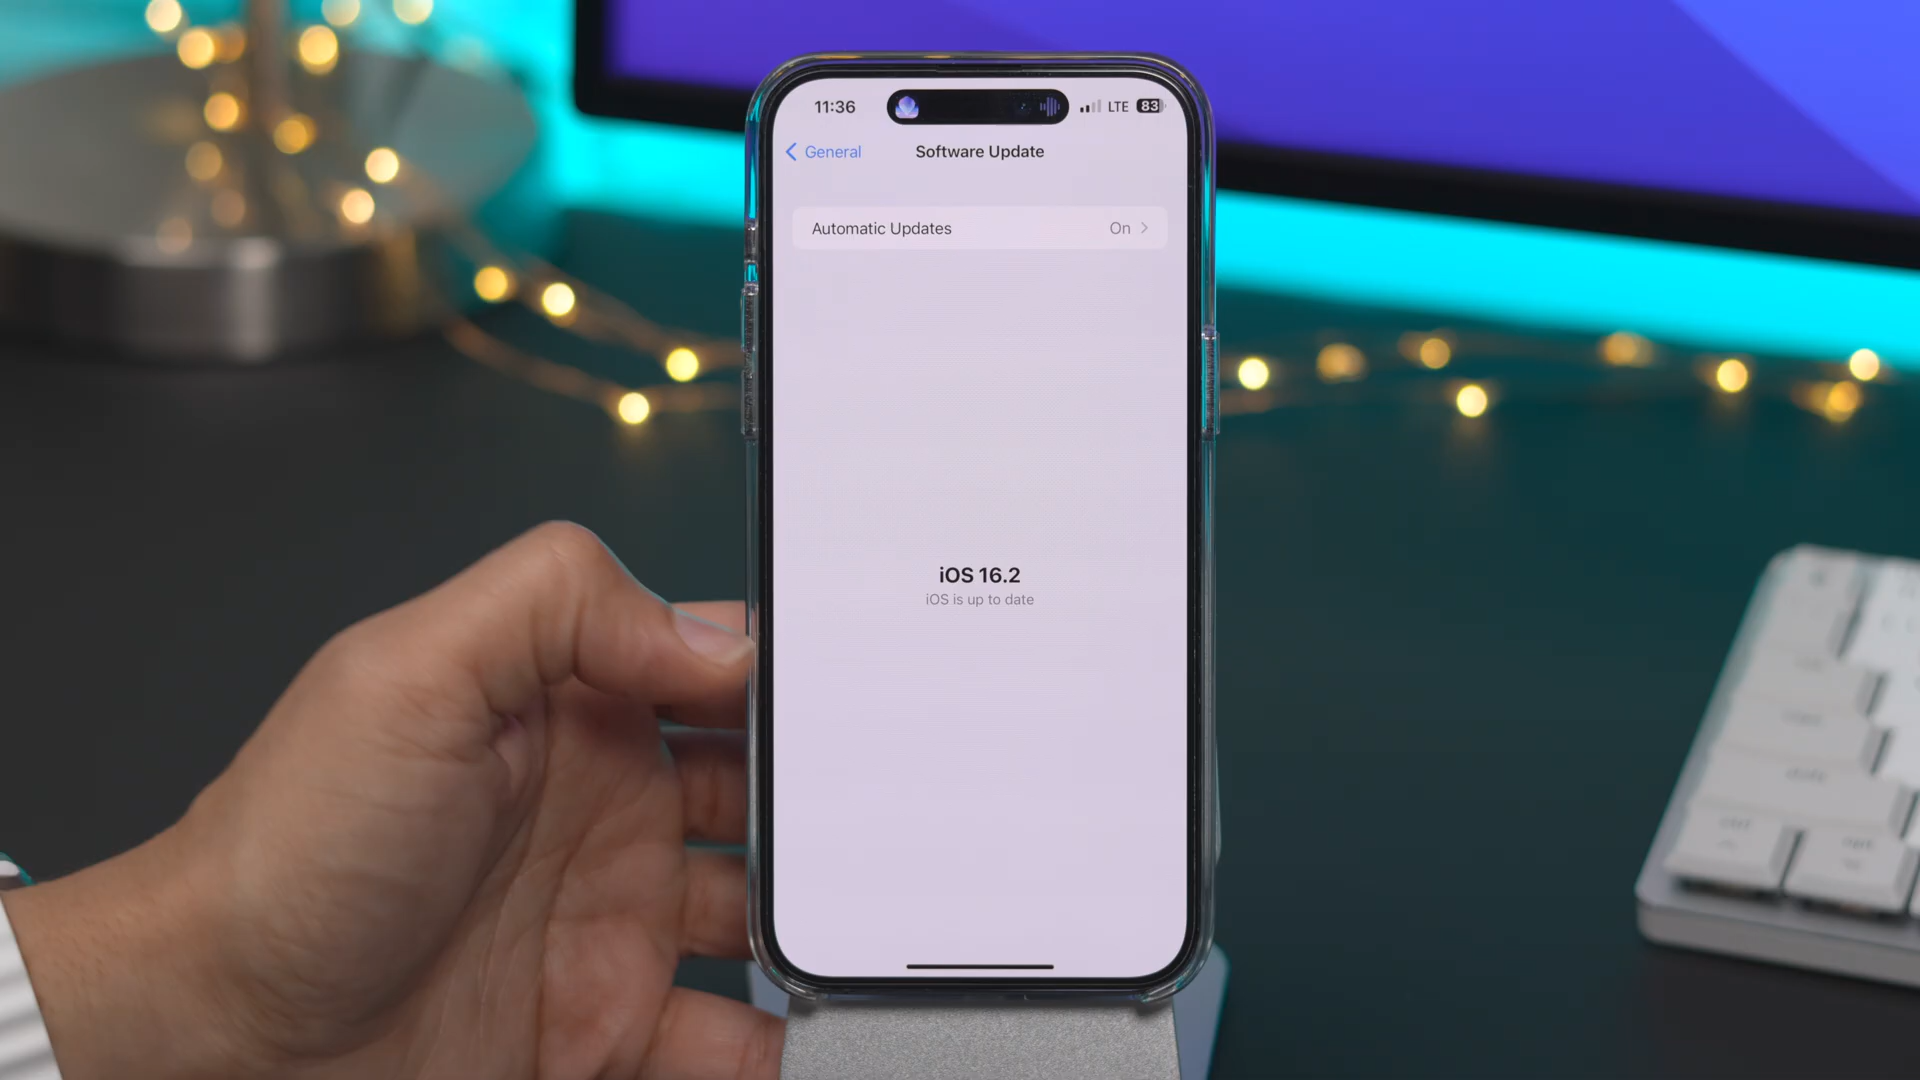 11:36 LTE 83
General Software Update
Automatic Updates On
iOS 16.2
iOS is up to date